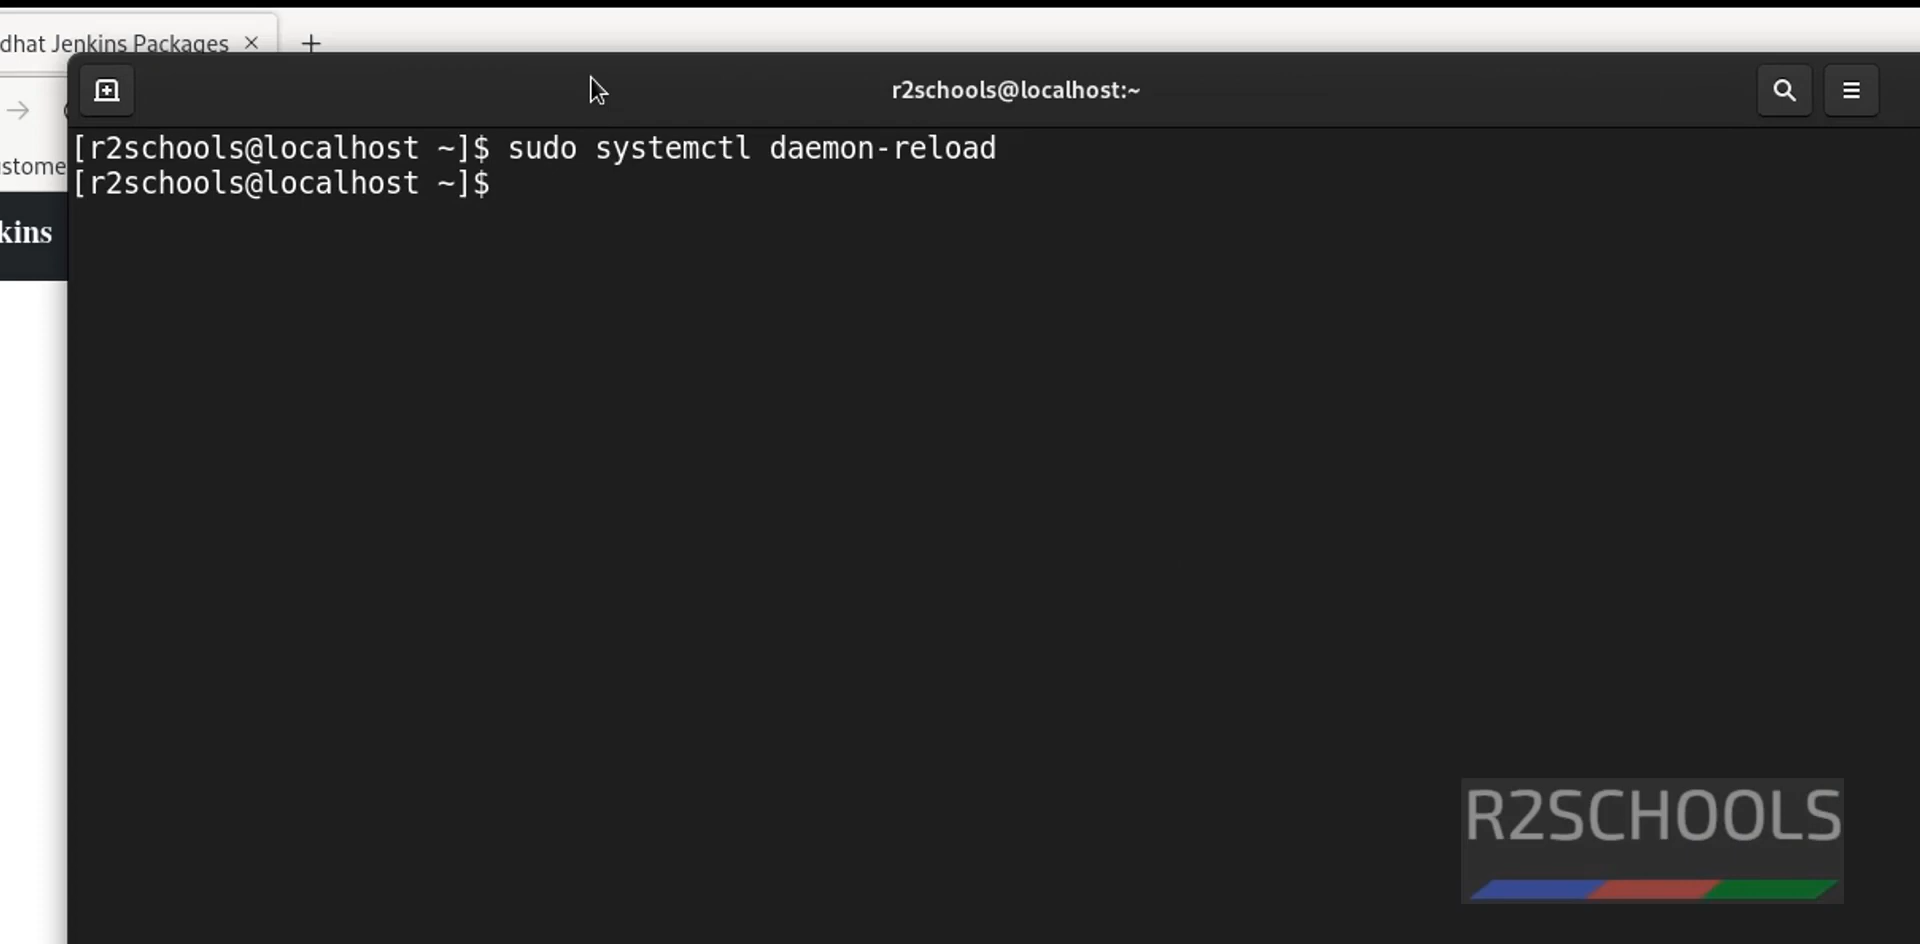 dhat Jenkins Packages
r2schools@localhost:~
[r2schools@localhost ~]$ sudo systemctl daemon-reload
[r2schools@localhost ~]$
stome
kins
R2SCHOOLS